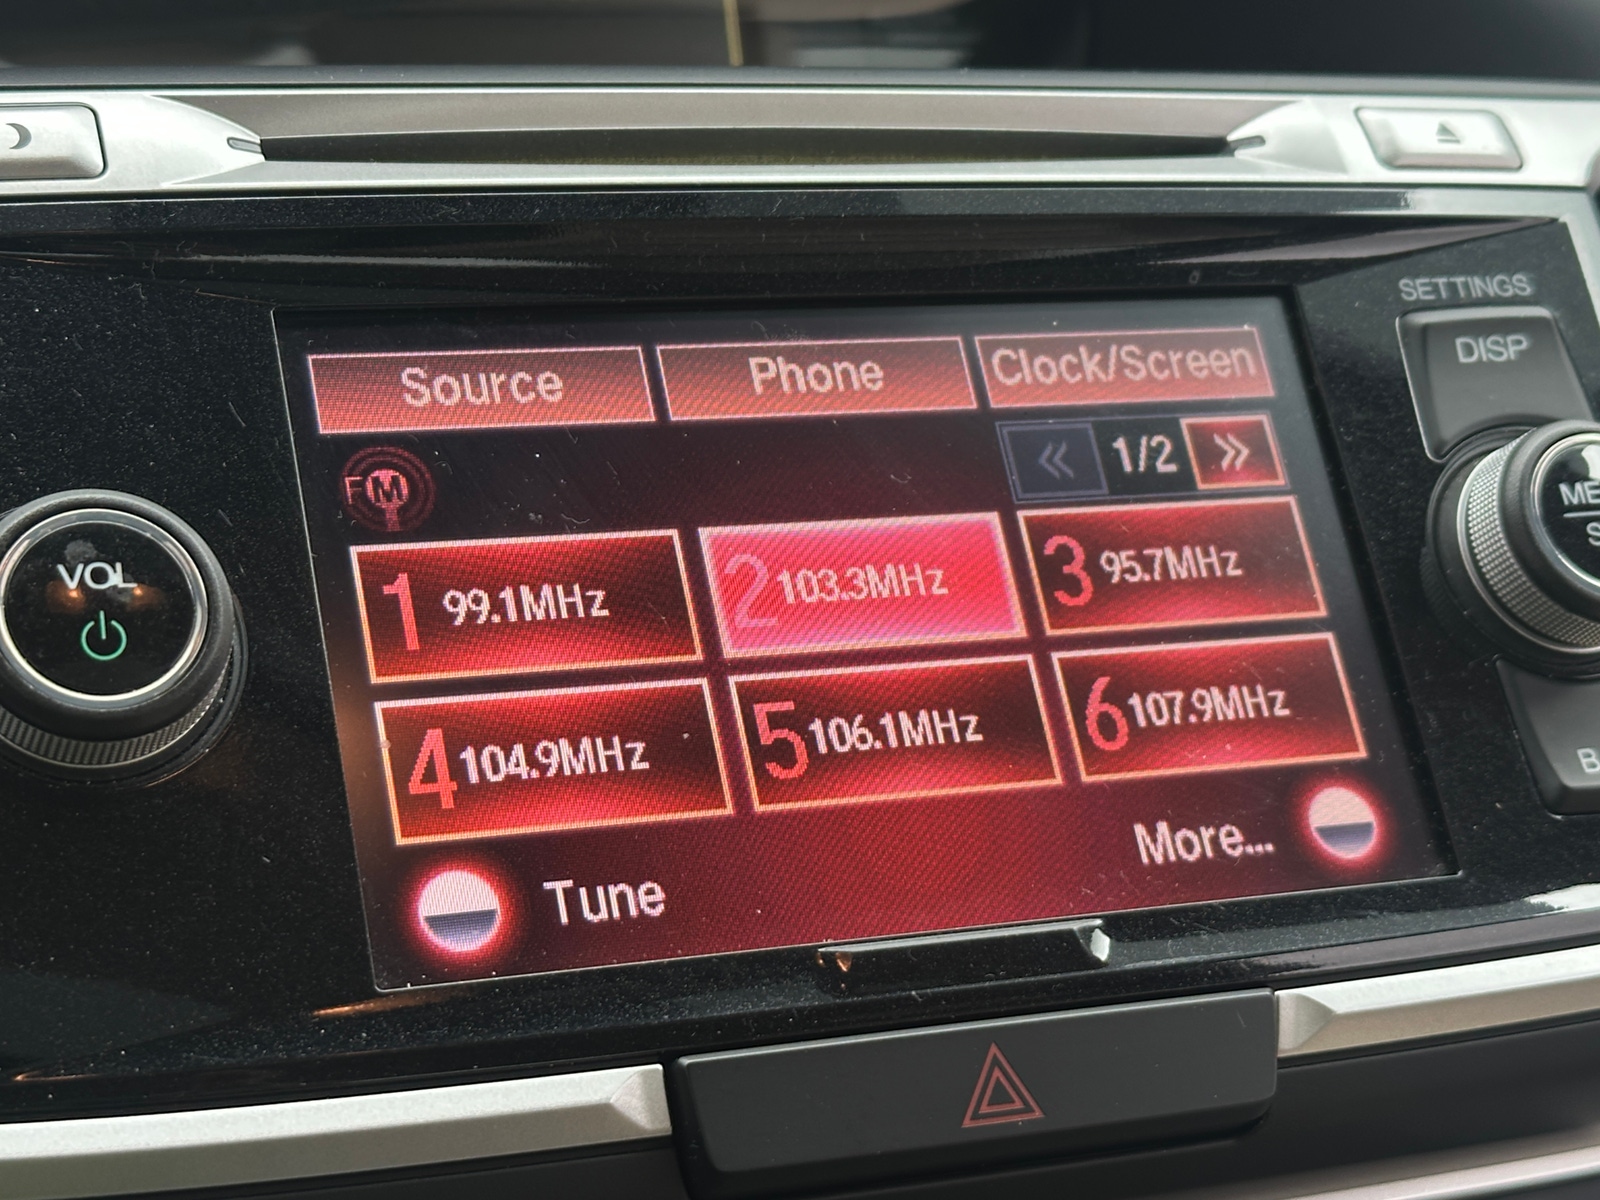 SETTINGS
DISP
Source Phone Clock/Screen
FM « 1/2 »
VOL
1 99.1MHz 2 103.3MHz 3 95.7MHz
4 104.9MHz 5 106.1MHz 6 107.9MHz
Tune More...